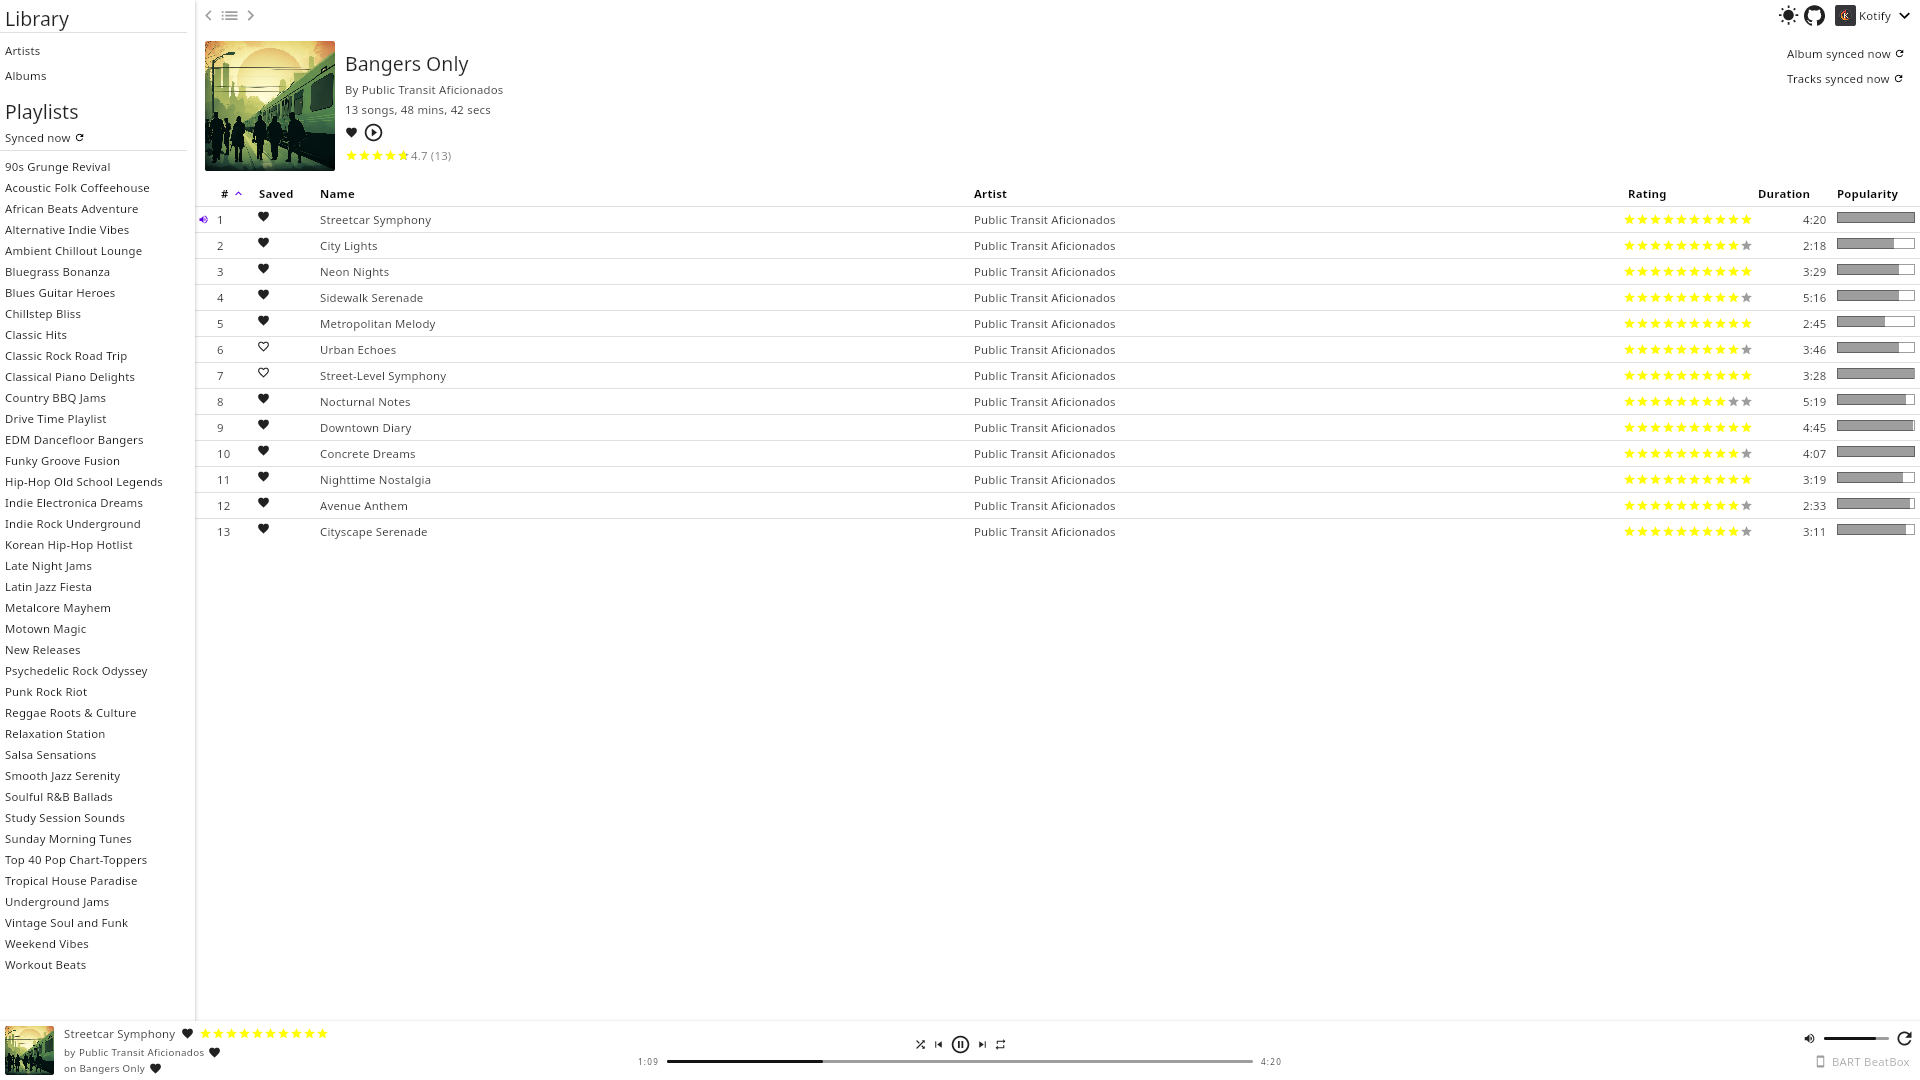 Library
Artists
Albums
Playlists
Synced now
90s Grunge Revival
Acoustic Folk Coffeehouse
African Beats Adventure
Alternative Indie Vibes
Ambient Chillout Lounge
Bluegrass Bonanza
Blues Guitar Heroes
Chillstep Bliss
Classic Hits
Classic Rock Road Trip
Classical Piano Delights
Country BBQ Jams
Drive Time Playlist
EDM Dancefloor Bangers
Funky Groove Fusion
Hip-Hop Old School Legends
Indie Electronica Dreams
Indie Rock Underground
Korean Hip-Hop Hotlist
Late Night Jams
Latin Jazz Fiesta
Metalcore Mayhem
Motown Magic
New Releases
Psychedelic Rock Odyssey
Punk Rock Riot
Reggae Roots & Culture
Relaxation Station
Salsa Sensations
Smooth Jazz Serenity
Soulful R&B Ballads
Study Session Sounds
Sunday Morning Tunes
Top 40 Pop Chart-Toppers
Tropical House Paradise
Underground Jams
Vintage Soul and Funk
Weekend Vibes
Workout Beats
Kotify
Bangers Only
By Public Transit Aficionados
13 songs, 48 mins, 42 secs
4.7 (13)
Album synced now
Tracks synced now
# Saved Name Artist Rating Duration Popularity
1 Streetcar Symphony Public Transit Aficionados 4:20
2 City Lights Public Transit Aficionados 2:18
3 Neon Nights Public Transit Aficionados 3:29
4 Sidewalk Serenade Public Transit Aficionados 5:16
5 Metropolitan Melody Public Transit Aficionados 2:45
6 Urban Echoes Public Transit Aficionados 3:46
7 Street-Level Symphony Public Transit Aficionados 3:28
8 Nocturnal Notes Public Transit Aficionados 5:19
9 Downtown Diary Public Transit Aficionados 4:45
10 Concrete Dreams Public Transit Aficionados 4:07
11 Nighttime Nostalgia Public Transit Aficionados 3:19
12 Avenue Anthem Public Transit Aficionados 2:33
13 Cityscape Serenade Public Transit Aficionados 3:11
Streetcar Symphony
by Public Transit Aficionados
on Bangers Only
1:09 4:20
BART BeatBox